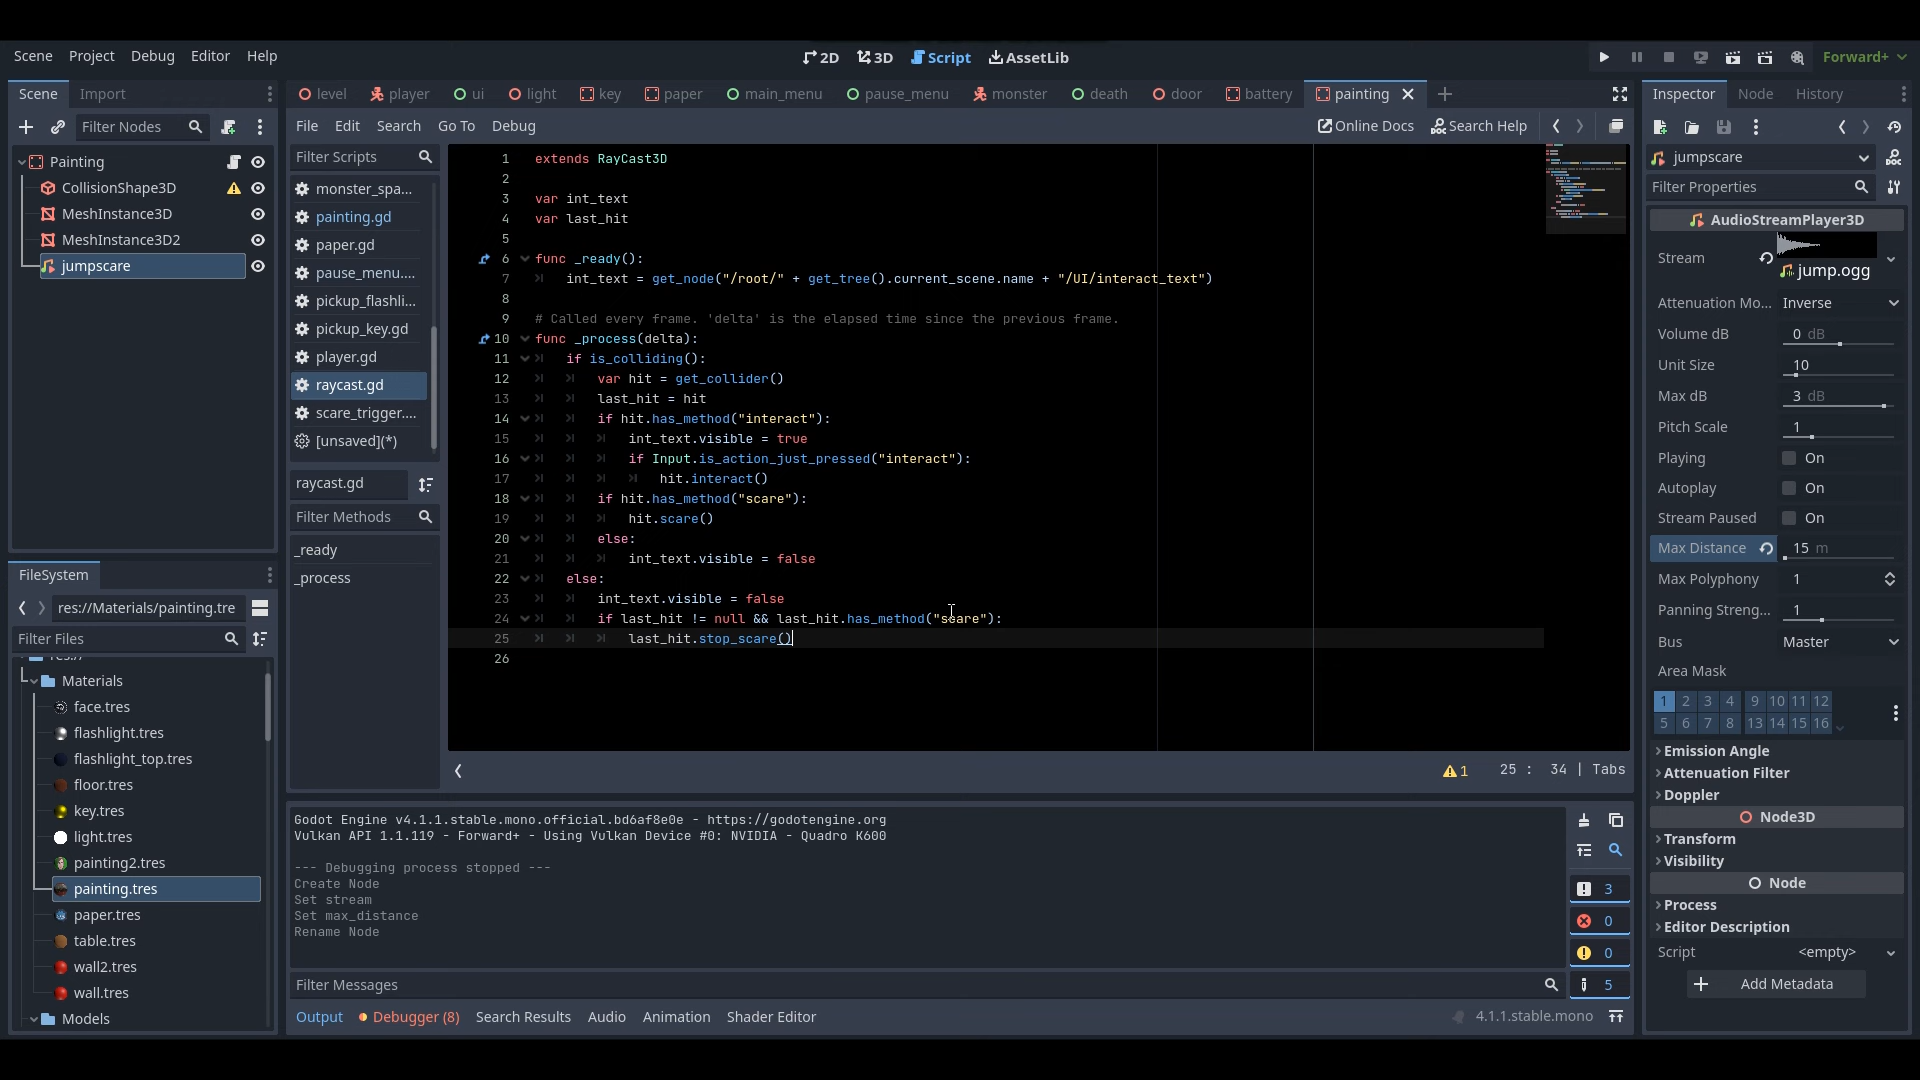 Scene Project Debug Editor Help
2D 3D Script AssetLib
Forward+
Scene Import
Filter Nodes
Painting
CollisionShape3D
MeshInstance3D
MeshInstance3D2
jumpscare
FileSystem
res://Materials/painting.tre
Filter Files
res://
Materials
face.tres
flashlight.tres
flashlight_top.tres
floor.tres
key.tres
light.tres
painting2.tres
painting.tres
paper.tres
table.tres
wall2.tres
wall.tres
Models
level player ui light key paper main_menu pause_menu monster death door battery painting
File Edit Search Go To Debug
Online Docs Search Help
Filter Scripts
monster_spa...
painting.gd
paper.gd
pause_menu....
pickup_flashli...
pickup_key.gd
player.gd
raycast.gd
scare_trigger....
[unsaved](*)
raycast.gd
Filter Methods
_ready
_process
1 extends RayCast3D
2
3 var int_text
4 var last_hit
5
6 func _ready():
7 int_text = get_node("/root/" + get_tree().current_scene.name + "/UI/interact_text")
8
9 # Called every frame. 'delta' is the elapsed time since the previous frame.
10 func _process(delta):
11 if is_colliding():
12 var hit = get_collider()
13 last_hit = hit
14 if hit.has_method("interact"):
15 int_text.visible = true
16 if Input.is_action_just_pressed("interact"):
17 hit.interact()
18 if hit.has_method("scare"):
19 hit.scare()
20 else:
21 int_text.visible = false
22 else:
23 int_text.visible = false
24 if last_hit != null && last_hit.has_method("scare"):
25 last_hit.stop_scare()
26
1 25 : 34 | Tabs
Godot Engine v4.1.1.stable.mono.official.bd6af8e0e - https://godotengine.org
Vulkan API 1.1.119 - Forward+ - Using Vulkan Device #0: NVIDIA - Quadro K600
--- Debugging process stopped ---
Create Node
Set stream
Set max_distance
Rename Node
3
0
0
5
Filter Messages
Output Debugger (8) Search Results Audio Animation Shader Editor
4.1.1.stable.mono
Inspector Node History
jumpscare
Filter Properties
AudioStreamPlayer3D
Stream jump.ogg
Attenuation Mo... Inverse
Volume dB 0 dB
Unit Size 10
Max dB 3 dB
Pitch Scale 1
Playing On
Autoplay On
Stream Paused On
Max Distance 15 m
Max Polyphony 1
Panning Streng... 1
Bus Master
Area Mask
1 2 3 4 9 10 11 12
5 6 7 8 13 14 15 16
Emission Angle
Attenuation Filter
Doppler
Node3D
Transform
Visibility
Node
Process
Editor Description
Script <empty>
Add Metadata